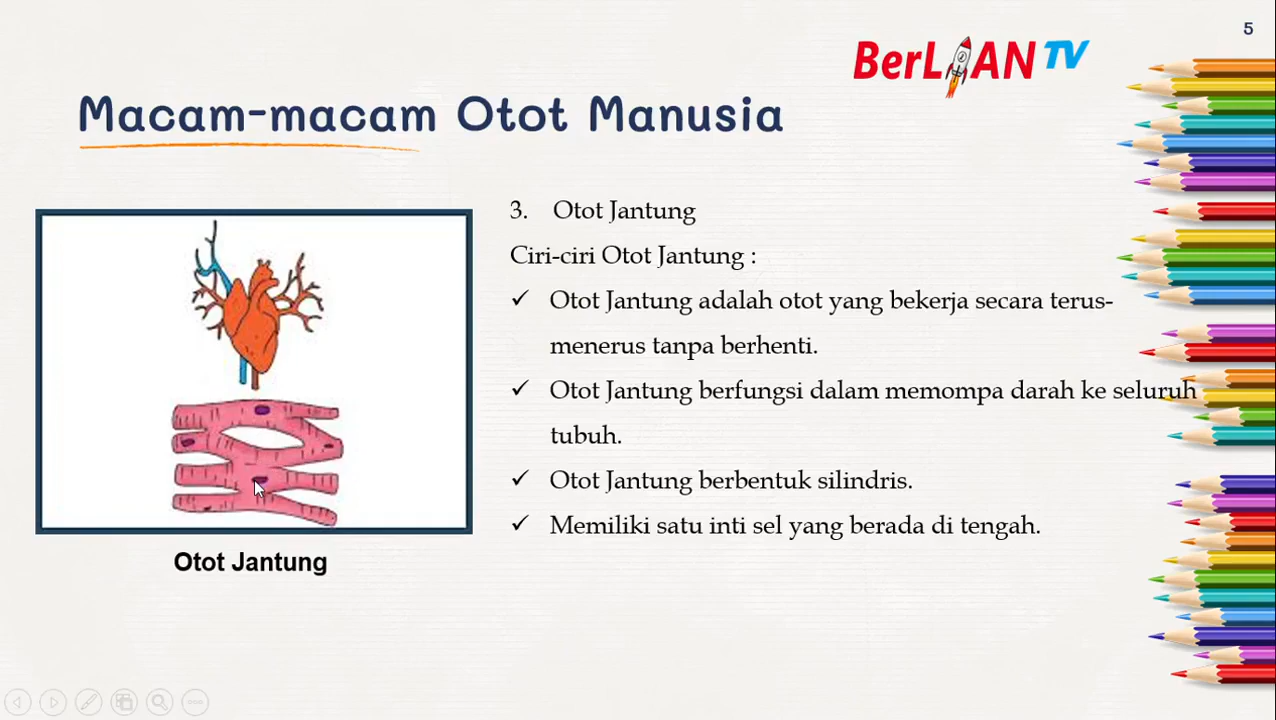 5
BerLIAN TV
Macam-macam Otot Manusia
3. Otot Jantung
Ciri-ciri Otot Jantung :
✓ Otot Jantung adalah otot yang bekerja secara terus-
menerus tanpa berhenti.
✓ Otot Jantung berfungsi dalam memompa darah ke seluruh
tubuh.
✓ Otot Jantung berbentuk silindris.
✓ Memiliki satu inti sel yang berada di tengah.
Otot Jantung